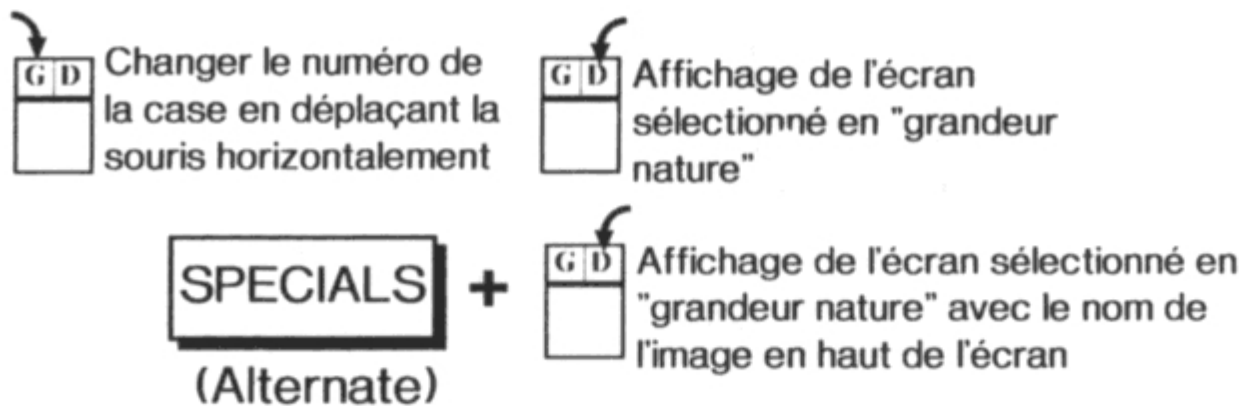 G D
Changer le numéro de
la case en déplaçant la
souris horizontalement
G D
Affichage de l'écran
sélectionné en "grandeur
nature"
SPECIALS
(Alternate)
+
G D
Affichage de l'écran sélectionné en
"grandeur nature" avec le nom de
l'image en haut de l'écran